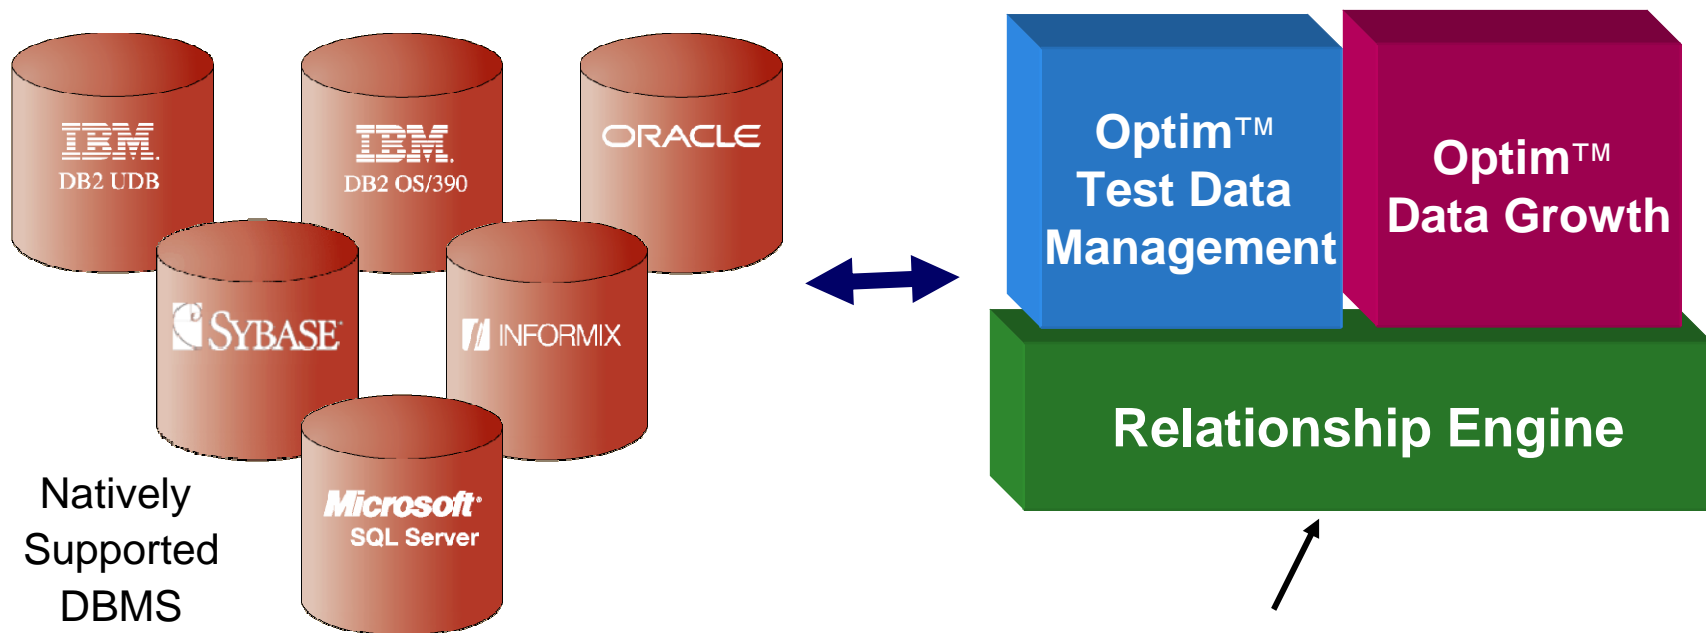 IBM.
DB2 UDB
IBM.
DB2 OS/390
ORACLE
SYBASE
INFORMIX
Microsoft®
SQL Server
Natively
Supported
DBMS
Optim™
Test Data
Management
Optim™
Data Growth
Relationship Engine